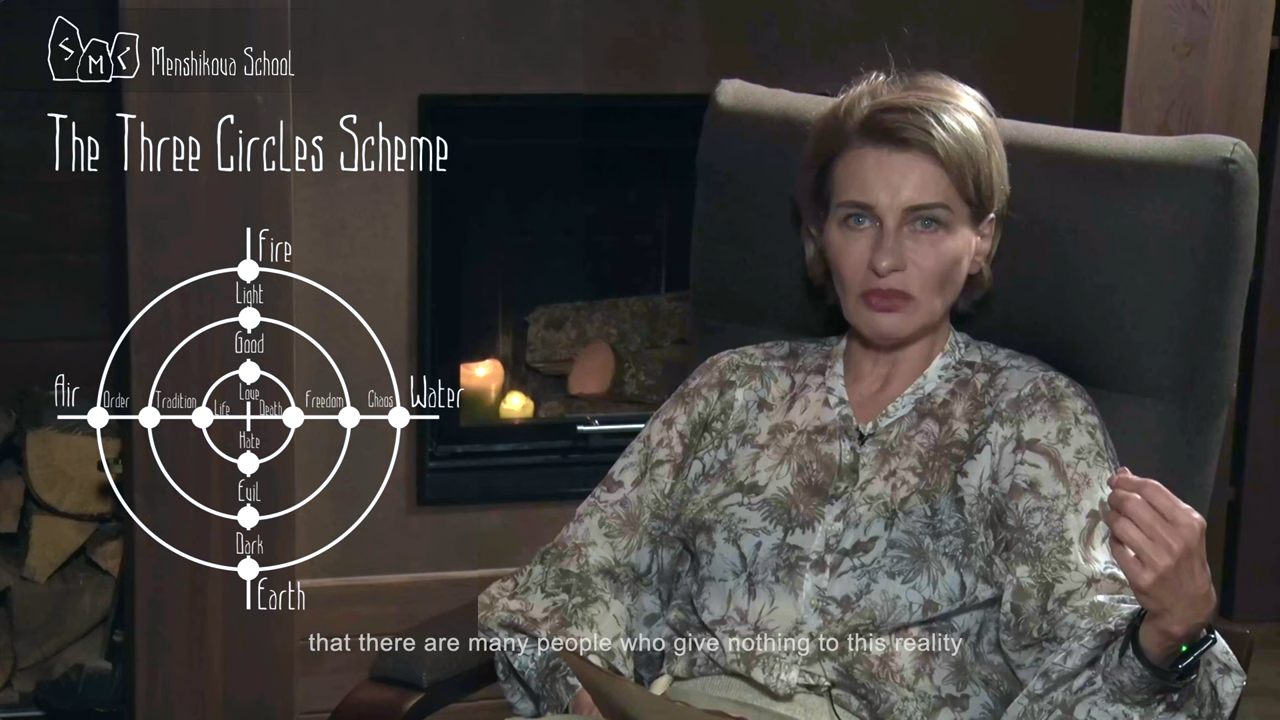 SMS
Menshikova School
The Three Circles Scheme
Fire
Light
Good
Air
Order
Tradition
Life
Love
Death
Freedom
Chaos
Water
Hate
Evil
Dark
Earth
that there are many people who give nothing to this reality